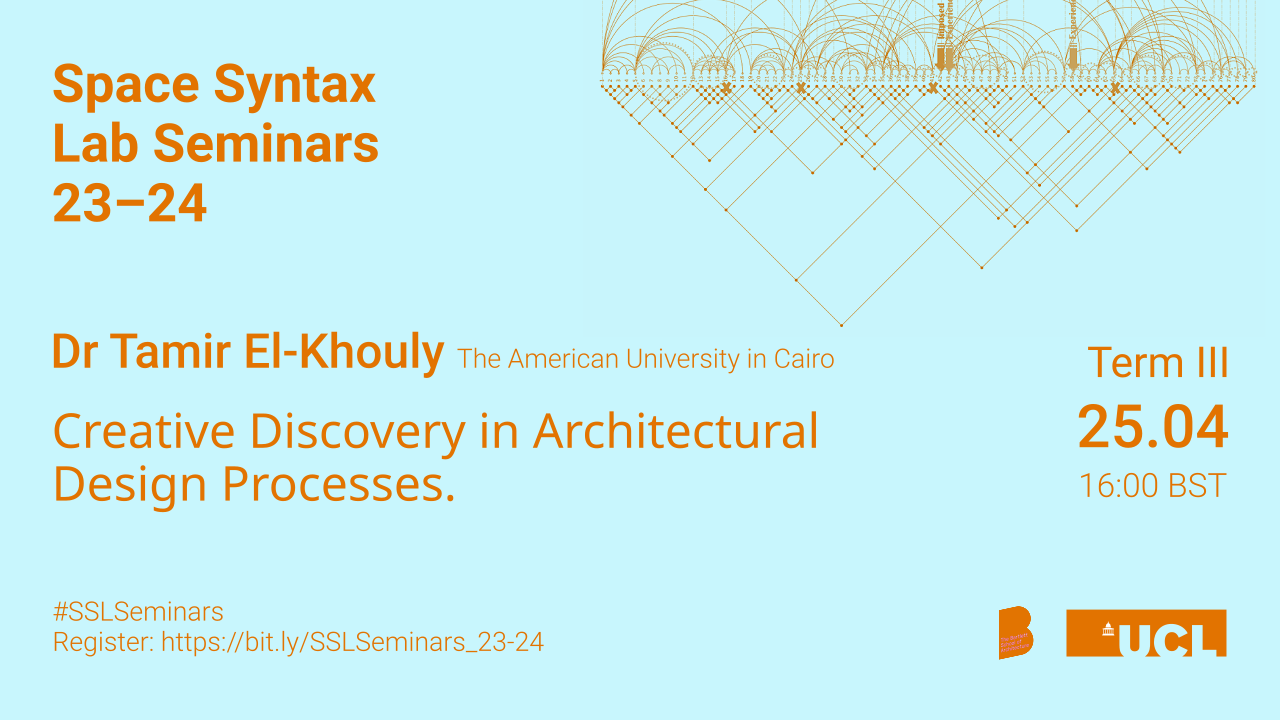 Space Syntax
Lab Seminars
23–24
Dr Tamir El-Khouly The American University in Cairo
Creative Discovery in Architectural
Design Processes.
Term III
25.04
16:00 BST
#SSLSeminars
Register: https://bit.ly/SSLSeminars_23-24
UCL